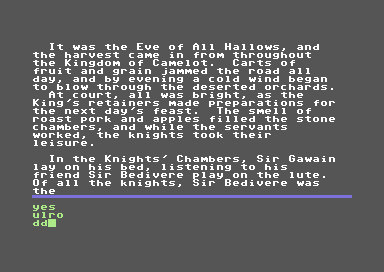 It was the Eve of All Hallows, and
the harvest came in from throughout
the Kingdom of Camelot.  Carts of
fruit and grain jammed the road all
day, and by evening a cold wind began
to blow through the deserted orchards.
At court, all was bright, as the
King's retainers made preparations for
the next day's feast.  The smell of
roast pork and apples filled the stone
chambers, and while the servants
worked, the knights took their
leisure.
In the Knights' Chambers, Sir Gawain
lay on his bed, listening to his
friend Sir Bedivere play on the lute.
Of all the knights, Sir Bedivere was
the
yes
ulro
dd